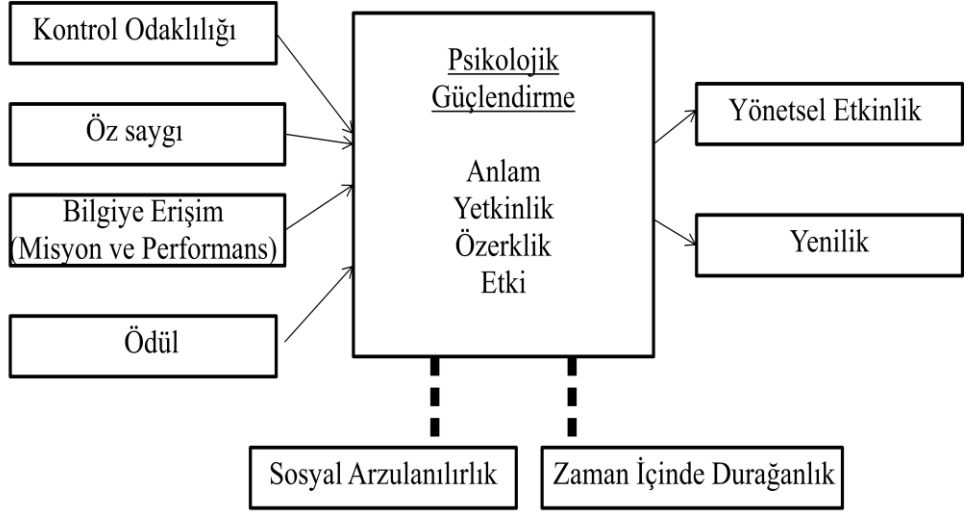 Kontrol Odaklılığı
Öz saygı
Bilgiye Erişim
(Misyon ve Performans)
Ödül
Psikolojik
Güçlendirme
Anlam
Yetkinlik
Özerklik
Etki
Yönetsel Etkinlik
Yenilik
Sosyal Arzulanılırlık
Zaman İçinde Durağanlık